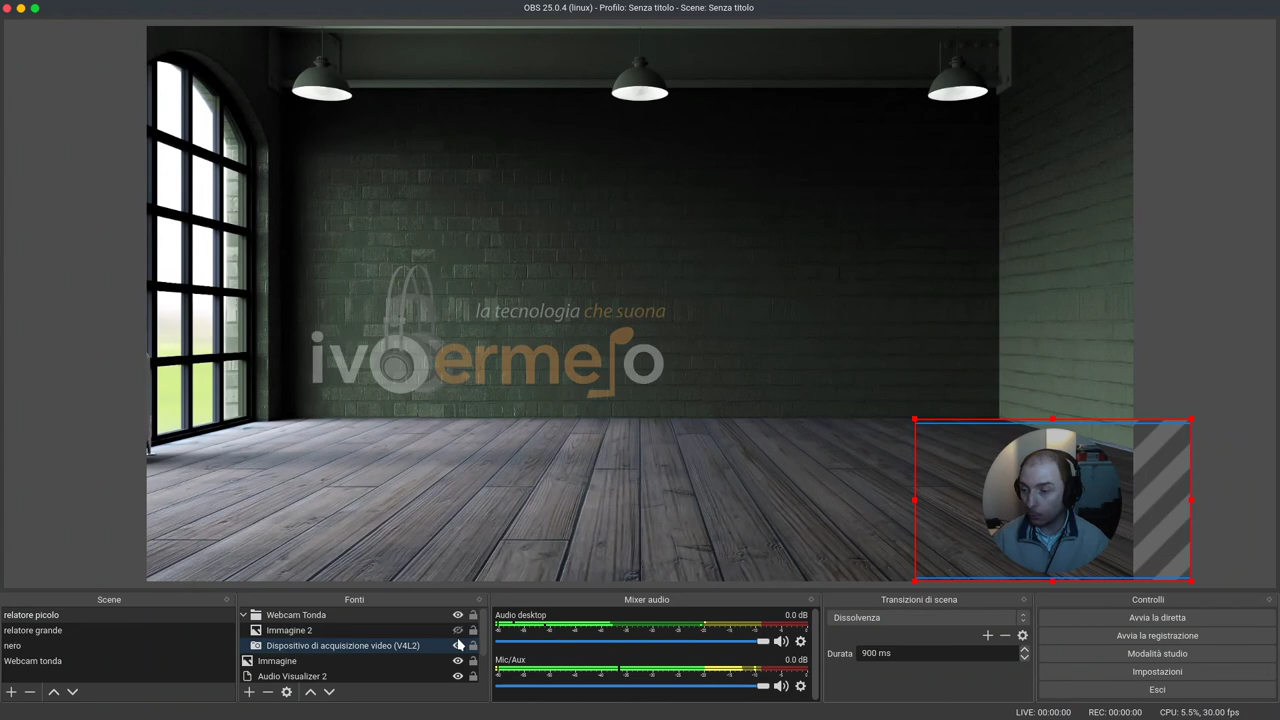 OBS 25.0.4 (linux) - Profilo: Senza titolo - Scene: Senza titolo
la tecnologia che suona
ivo ermejo
Scene
relatore picolo
relatore grande
nero
Webcam tonda
Fonti
Webcam Tonda
Immagine 2
Dispositivo di acquisizione video (V4L2)
Immagine
Audio Visualizer 2
Mixer audio
Audio desktop
0.0 dB
Mic/Aux
0.0 dB
Transizioni di scena
Dissolvenza
Durata
900 ms
Controlli
Avvia la diretta
Avvia la registrazione
Modalità studio
Impostazioni
Esci
LIVE: 00:00:00
REC: 00:00:00
CPU: 5.5%, 30.00 fps